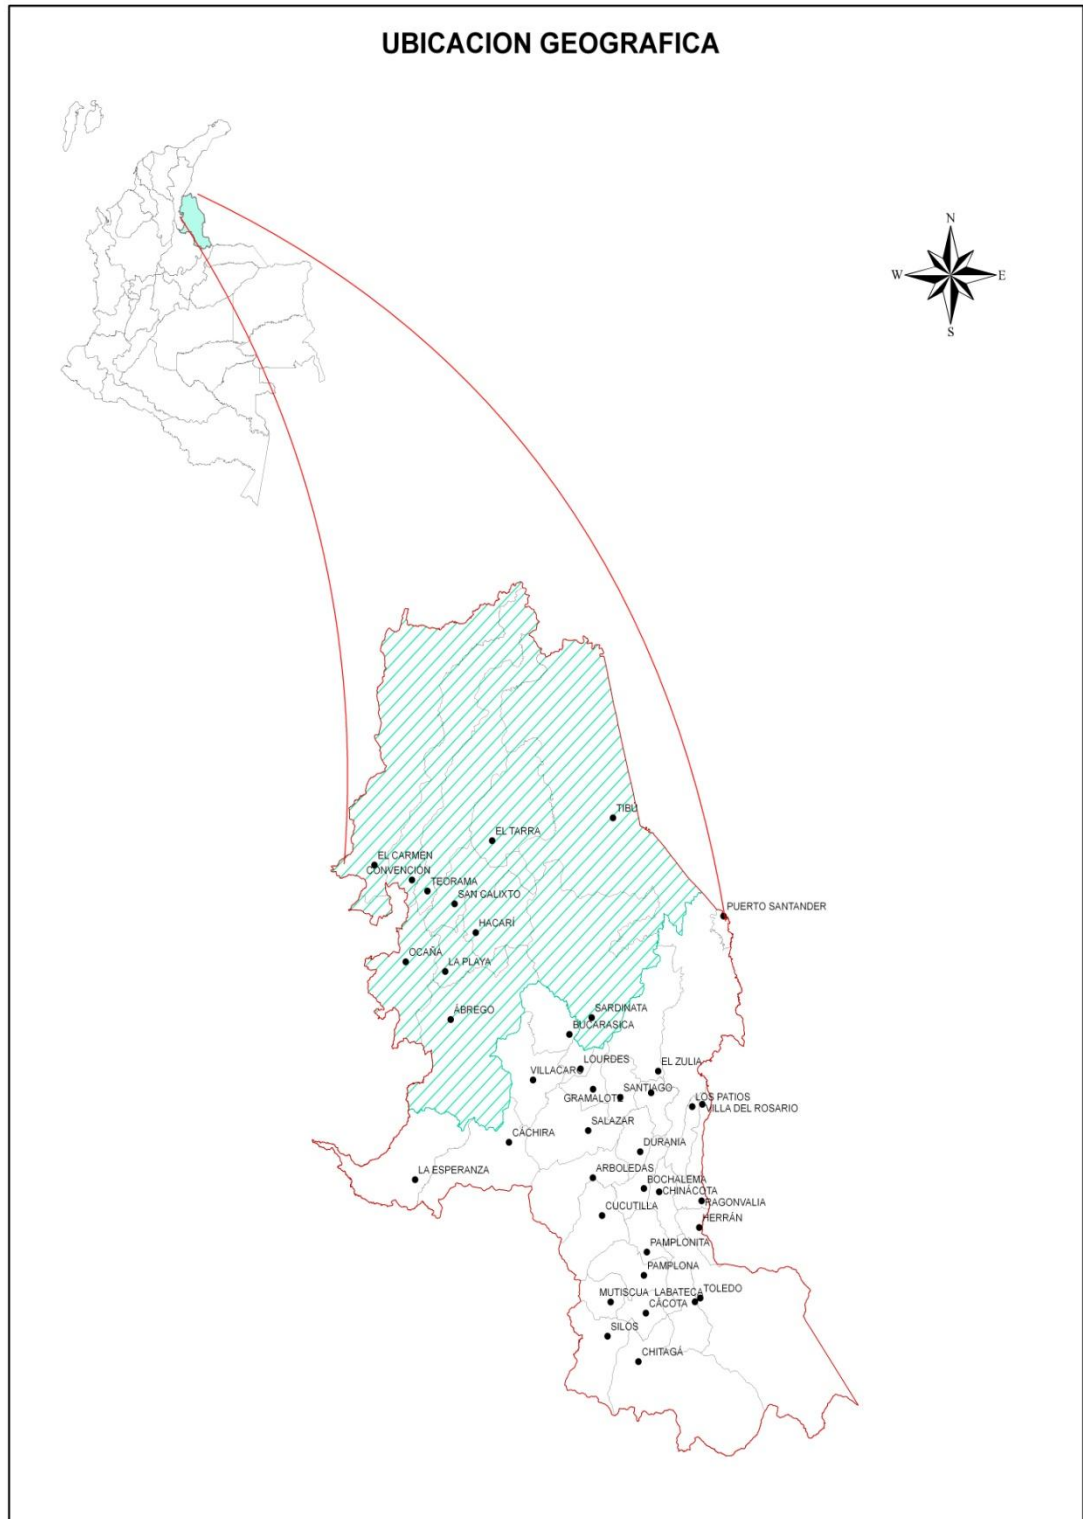 UBICACION GEOGRAFICA
N
W
E
S
TIBÚ
EL TARRA
EL CARMEN
CONVENCIÓN
TEORAMA
SAN CALIXTO
PUERTO SANTANDER
HACARÍ
OCAÑA
LA PLAYA
ÁBREGO
SARDINATA
BUCARASICA
LOURDES
EL ZULIA
VILLACARO
GRAMALOTE
SANTIAGO
LOS PATIOS
VILLA DEL ROSARIO
SALAZAR
CÁCHIRA
DURANIA
LA ESPERANZA
ARBOLEDAS
BOCHALEMA
CHINÁCOTA
RAGONVALIA
CUCUTILLA
HERRÁN
PAMPLONITA
PAMPLONA
MUTISCUA
LABATECA
TOLEDO
CÁCOTA
SILOS
CHITAGÁ